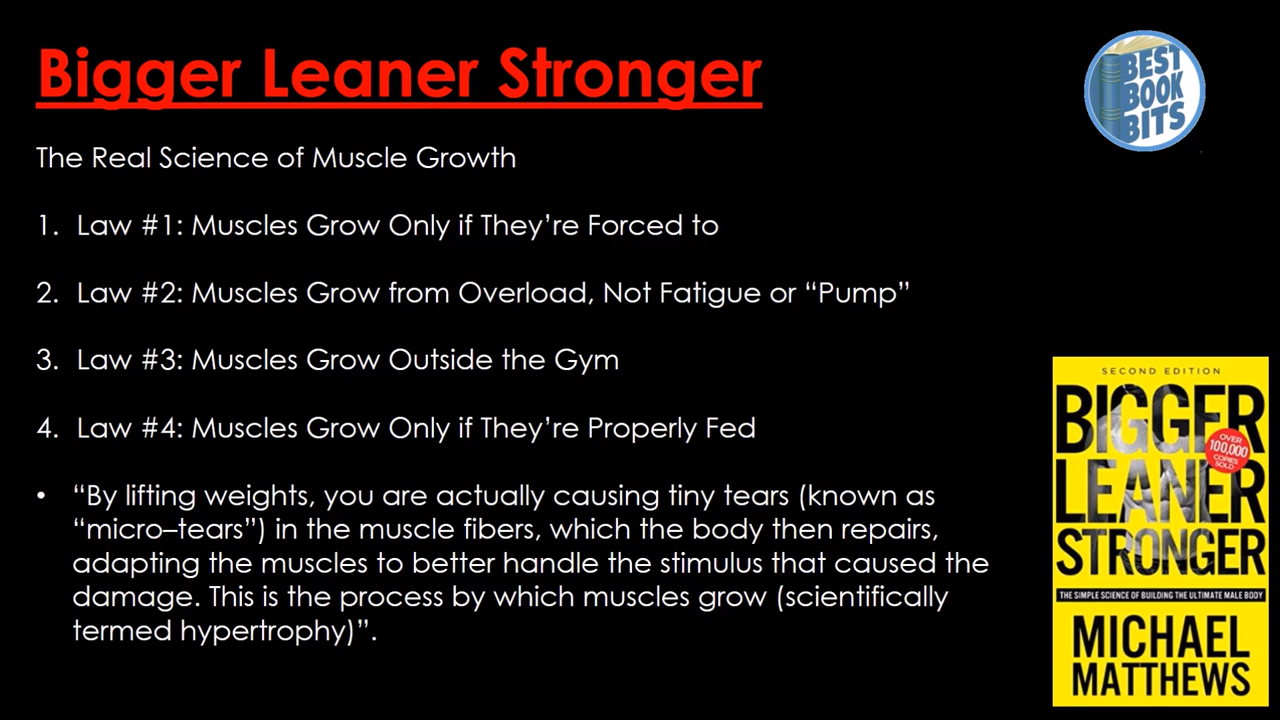 Bigger Leaner Stronger
BEST
BOOK
BITS
The Real Science of Muscle Growth
1. Law #1: Muscles Grow Only if They’re Forced to
2. Law #2: Muscles Grow from Overload, Not Fatigue or “Pump”
3. Law #3: Muscles Grow Outside the Gym
4. Law #4: Muscles Grow Only if They’re Properly Fed
• “By lifting weights, you are actually causing tiny tears (known as
“micro–tears”) in the muscle fibers, which the body then repairs,
adapting the muscles to better handle the stimulus that caused the
damage. This is the process by which muscles grow (scientifically
termed hypertrophy)”.
SECOND EDITION
BIGGER
LEANER
STRONGER
OVER
100,000
COPIES
SOLD
THE SIMPLE SCIENCE OF BUILDING THE ULTIMATE MALE BODY
MICHAEL
MATTHEWS